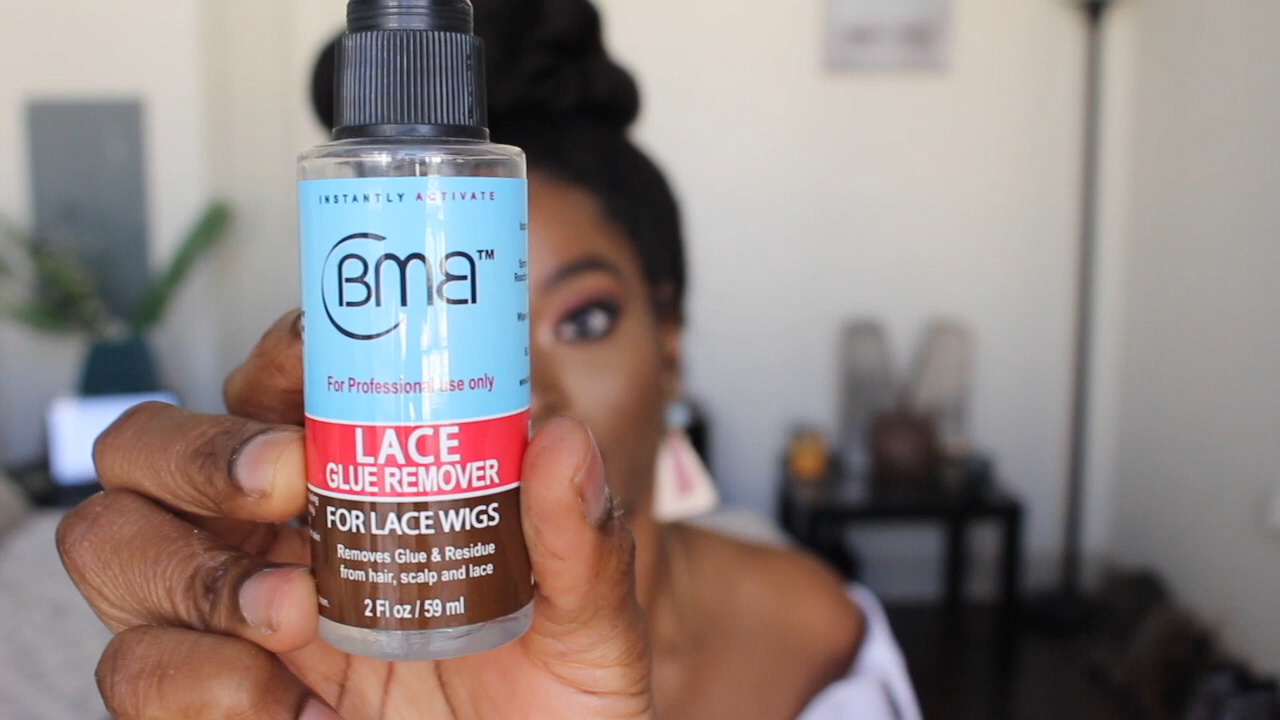 INSTANTLY ACTIVATE
BMB™
For Professional use only
LACE
GLUE REMOVER
FOR LACE WIGS
Removes Glue & Residue
from hair, scalp and lace
2 Fl oz / 59 ml